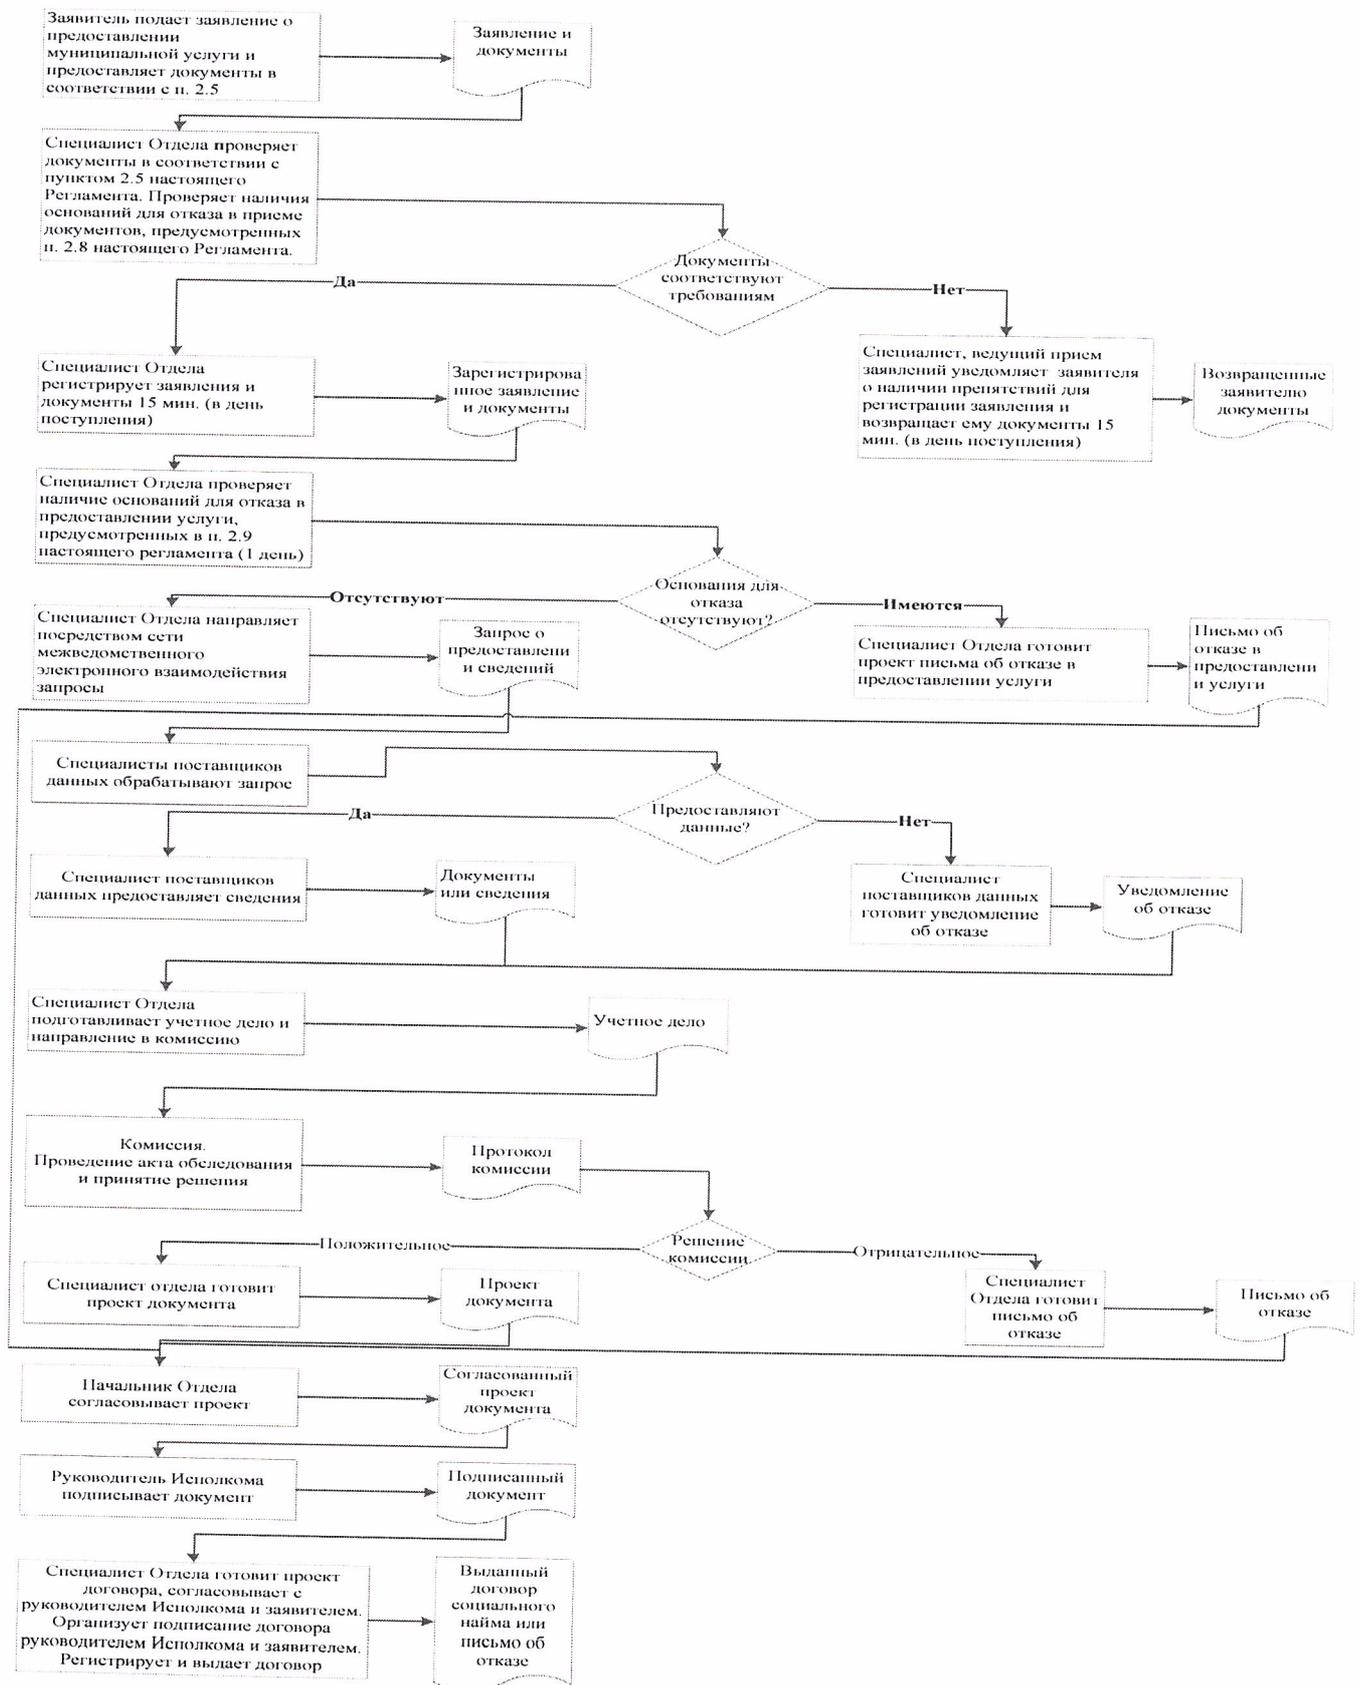 Заявитель подает заявление о
предоставлении
муниципальной услуги и
предоставляет документы в
соответствии с п. 2.5
Заявление и
документы
Специалист Отдела проверяет
документы в соответствии с
пунктом 2.5 настоящего
Регламента. Проверяет наличия
оснований для отказа в приеме
документов, предусмотренных
п. 2.8 настоящего Регламента.
Документы
соответствуют
требованиям
Да
Нет
Специалист Отдела
регистрирует заявления и
документы 15 мин. (в день
поступления)
Зарегистрирова
нное заявление
и документы
Специалист, ведущий прием
заявлений уведомляет заявителя
о наличии препятствий для
регистрации заявления и
возвращает ему документы 15
мин. (в день поступления)
Возвращенные
заявителю
документы
Специалист Отдела проверяет
наличие оснований для отказа в
предоставлении услуги,
предусмотренных в п. 2.9
настоящего регламента (1 день)
Основания для
отказа
отсутствуют?
Отсутствуют
Имеются
Специалист Отдела направляет
посредством сети
межведомственного
электронного взаимодействия
запросы
Запрос о
предоставлени
и сведений
Специалист Отдела готовит
проект письма об отказе в
предоставлении услуги
Письмо об
отказе в
предоставлени
и услуги
Специалисты поставщиков
данных обрабатывают запрос
Предоставляют
данные?
Да
Нет
Специалист поставщиков
данных предоставляет сведения
Документы
или сведения
Специалист
поставщиков данных
готовит уведомление
об отказе
Уведомление
об отказе
Специалист Отдела
подготавливает учетное дело и
направление в комиссию
Учетное дело
Комиссия.
Проведение акта обследования
и принятие решения
Протокол
комиссии
Решение
комиссии
Положительное
Отрицательное
Специалист отдела готовит
проект документа
Проект
документа
Специалист
Отдела готовит
письмо об
отказе
Письмо об
отказе
Начальник Отдела
согласовывает проект
Согласованный
проект
документа
Руководитель Исполкома
подписывает документ
Подписанный
документ
Специалист Отдела готовит проект
договора, согласовывает с
руководителем Исполкома и заявителем.
Организует подписание договора
руководителем Исполкома и заявителем.
Регистрирует и выдает договор
Выданный
договор
социального
найма или
письмо об
отказе